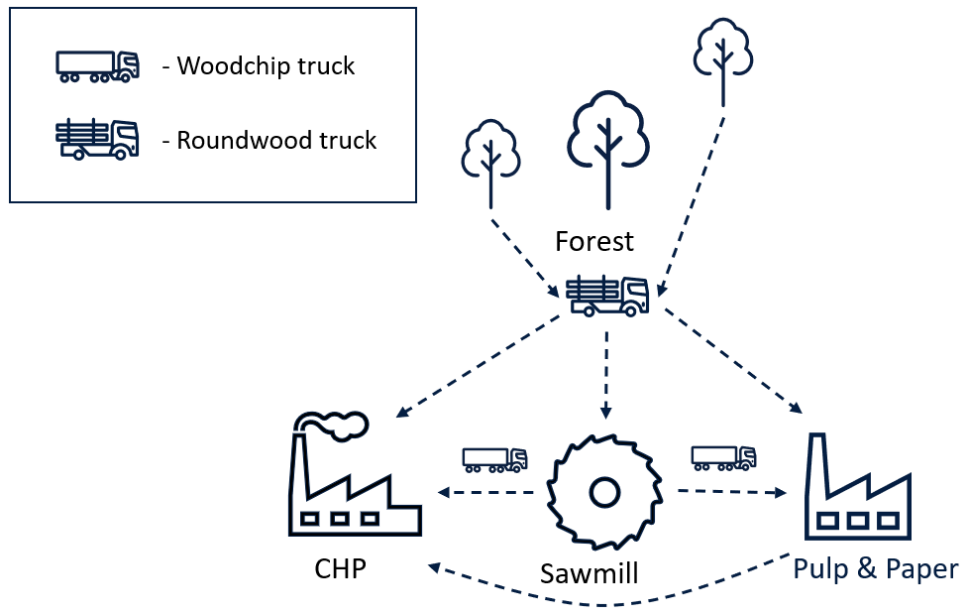 - Woodchip truck
- Roundwood truck
Forest
CHP
Sawmill
Pulp & Paper